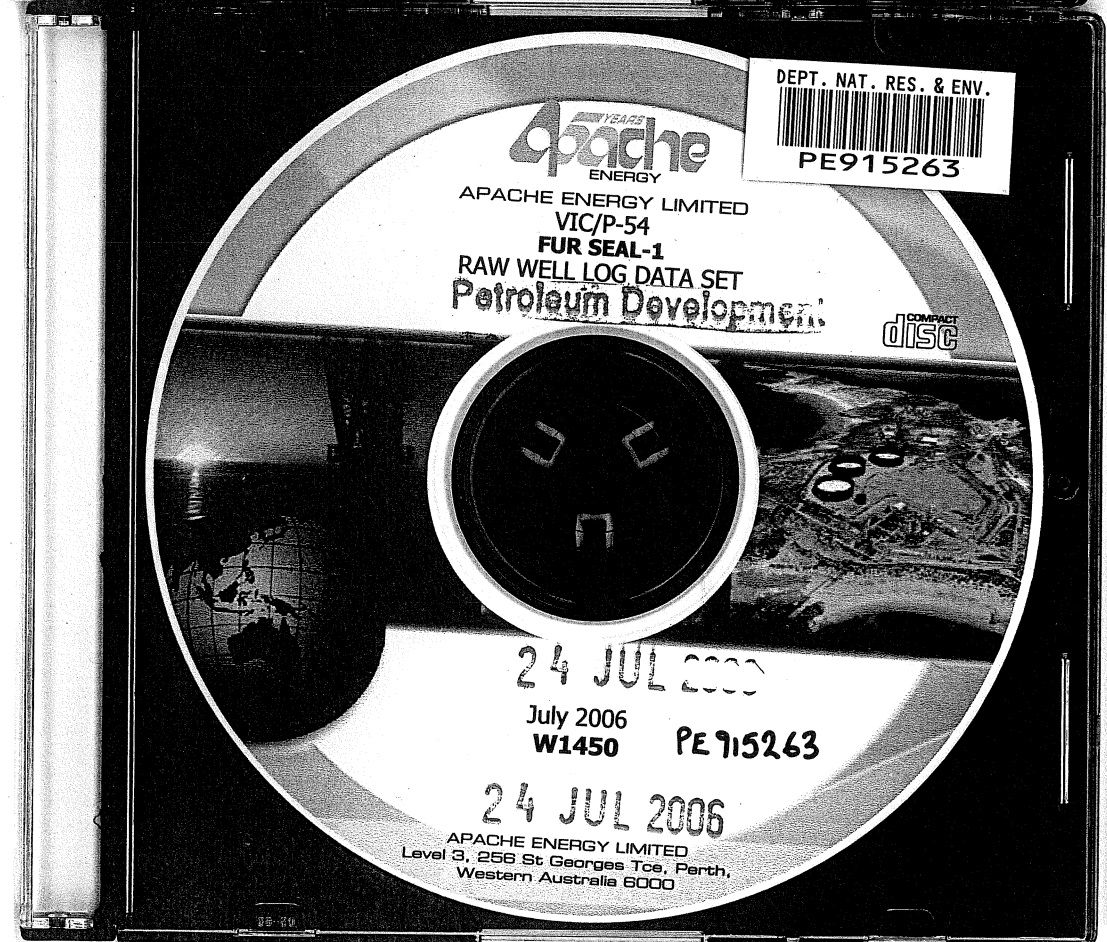 DEPT. NAT. RES. & ENV.
PE915263
YEARS
Apache
ENERGY
APACHE ENERGY LIMITED
VIC/P-54
FUR SEAL-1
RAW WELL LOG DATA SET
Petroleum Development
COMPACT
disc
24 JUL
July 2006
W1450
PE915263
24 JUL 2006
APACHE ENERGY LIMITED
Level 3, 256 St Georges Tce, Perth,
Western Australia 6000